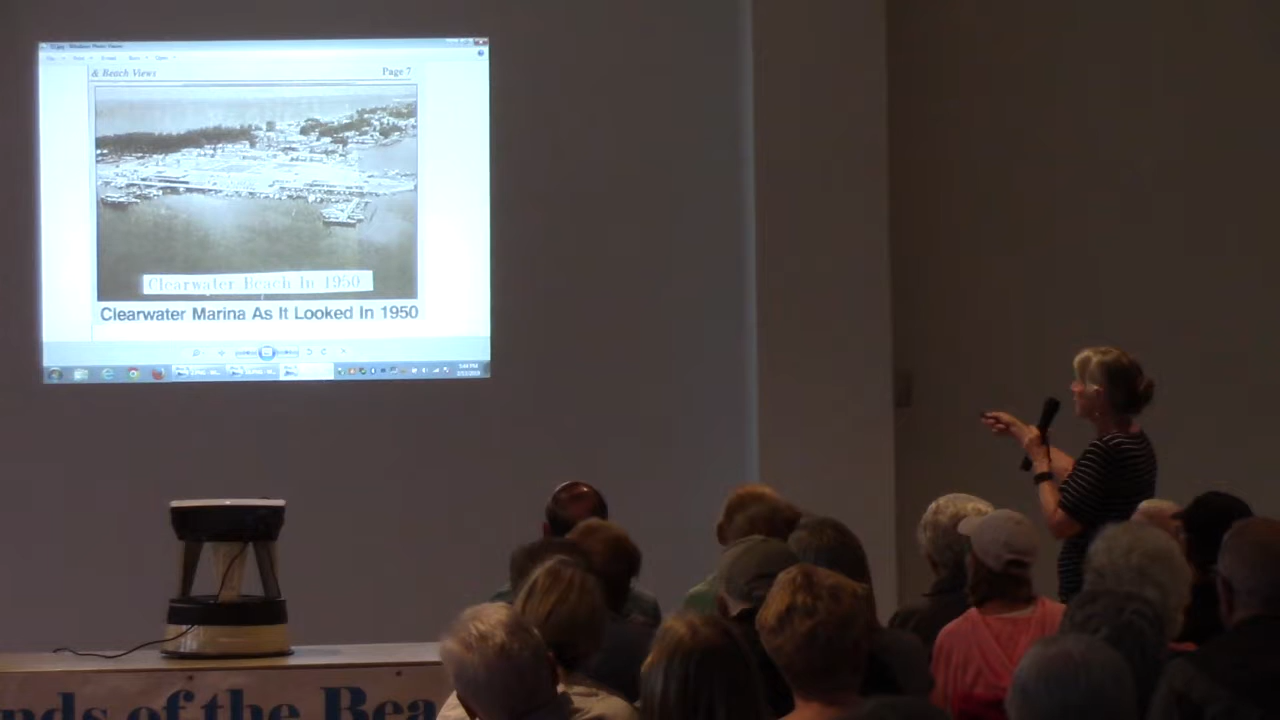 & Beach Views Page 7
Clearwater Beach In 1950
Clearwater Marina As It Looked In 1950
nds of the Bea